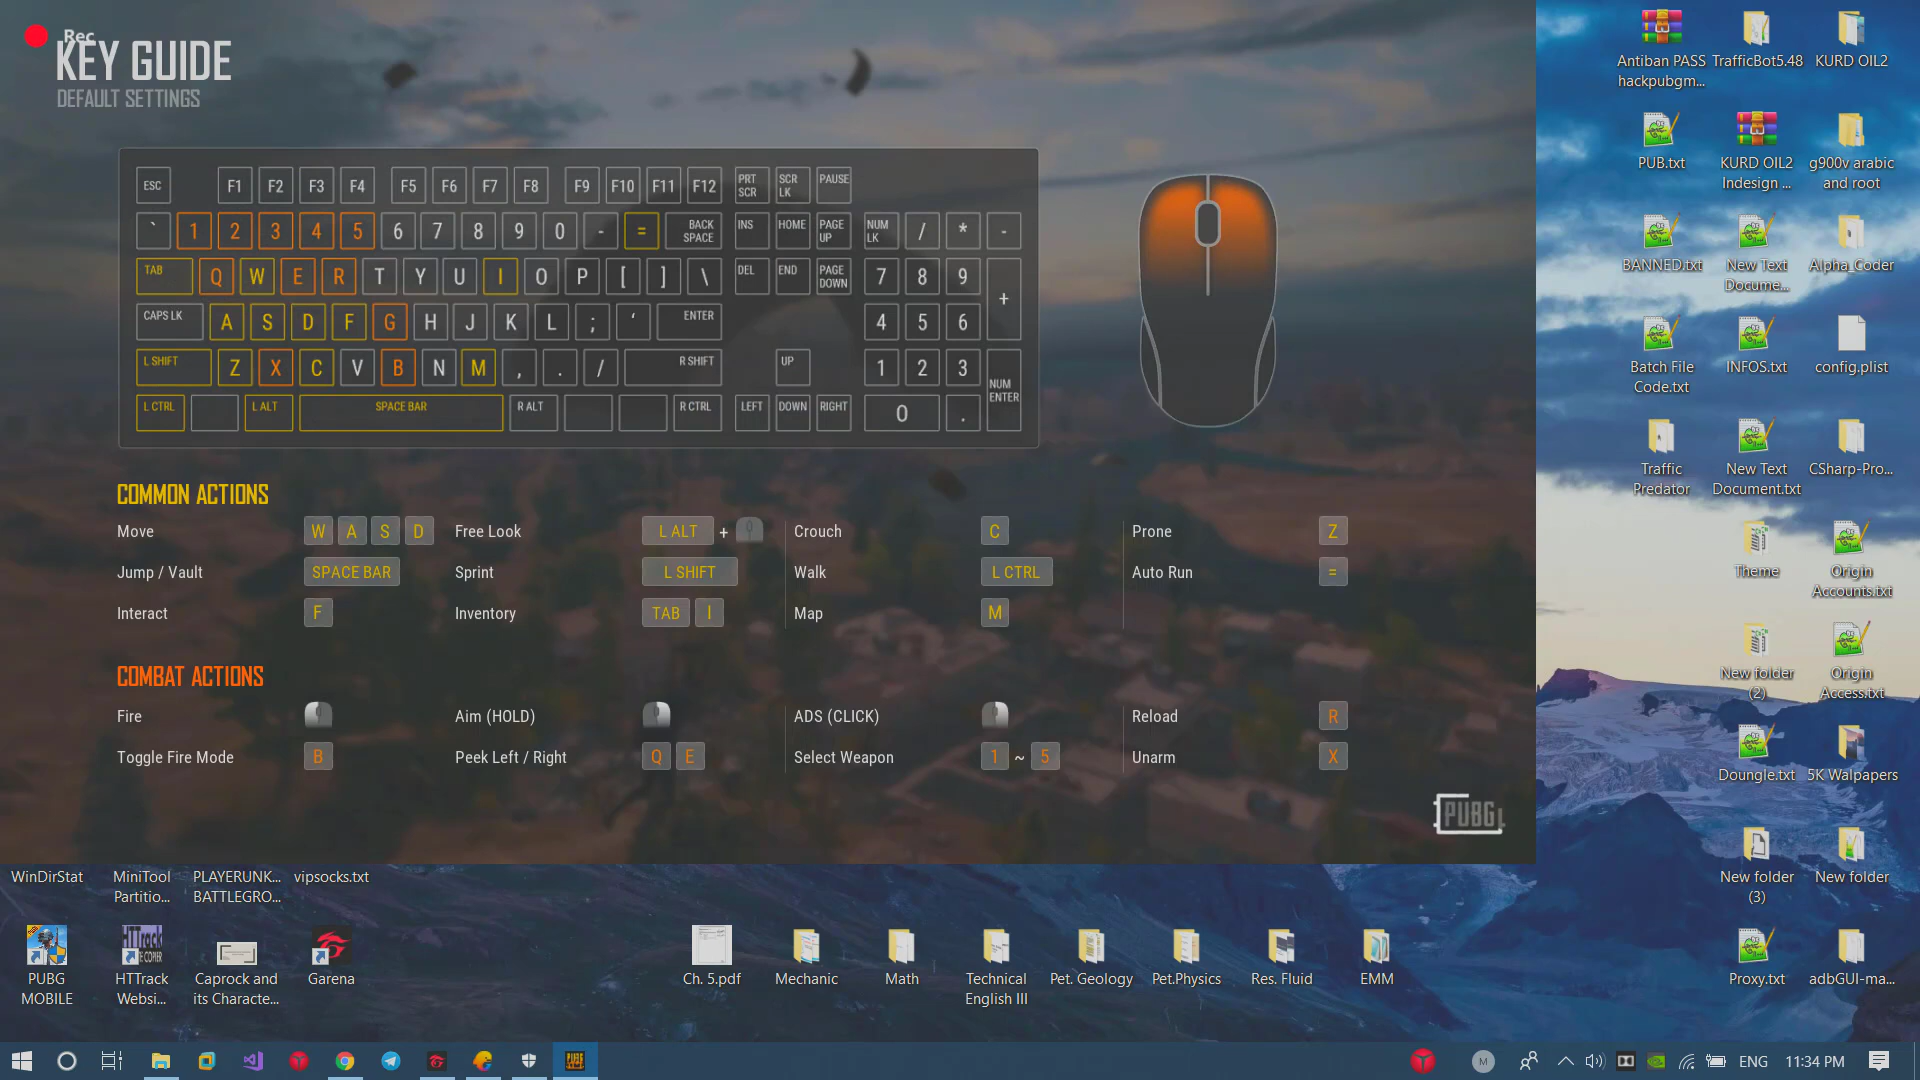 Rec
KEY GUIDE
DEFAULT SETTINGS
ESC F1 F2 F3 F4 F5 F6 F7 F8 F9 F10 F11 F12 PRT SCR SCR LK PAUSE
` 1 2 3 4 5 6 7 8 9 0 - = BACK SPACE INS HOME PAGE UP NUM LK / * -
TAB Q W E R T Y U I O P [ ] \ DEL END PAGE DOWN 7 8 9 +
CAPS LK A S D F G H J K L ; ‘ ENTER 4 5 6
L SHIFT Z X C V B N M , . / R SHIFT UP 1 2 3 NUM ENTER
L CTRL L ALT SPACE BAR R ALT R CTRL LEFT DOWN RIGHT 0 .
COMMON ACTIONS
Move W A S D Free Look L ALT + Crouch C Prone Z
Jump / Vault SPACE BAR Sprint L SHIFT Walk L CTRL Auto Run =
Interact F Inventory TAB I Map M
COMBAT ACTIONS
Fire Aim (HOLD) ADS (CLICK) Reload R
Toggle Fire Mode B Peek Left / Right Q E Select Weapon 1 ~ 5 Unarm X
PUBG
Antiban PASS hackpubgm...
TrafficBot5.48
KURD OIL2
PUB.txt
KURD OIL2 Indesign ...
g900v arabic and root
BANNED.txt
New Text Docume...
Alpha_Coder
Batch File Code.txt
INFOS.txt
config.plist
Traffic Predator
New Text Document.txt
CSharp-Pro...
Theme
Origin Accounts.txt
New folder (2)
Origin Access.txt
Doungle.txt
5K Walpapers
New folder (3)
New folder
Proxy.txt
adbGUI-ma...
WinDirStat
MiniTool Partitio...
PLAYERUNK... BATTLEGRO...
vipsocks.txt
PUBG MOBILE
HTTrack Websi...
Caprock and its Characte...
Garena
Ch. 5.pdf
Mechanic
Math
Technical English III
Pet. Geology
Pet.Physics
Res. Fluid
EMM
M
ENG
11:34 PM